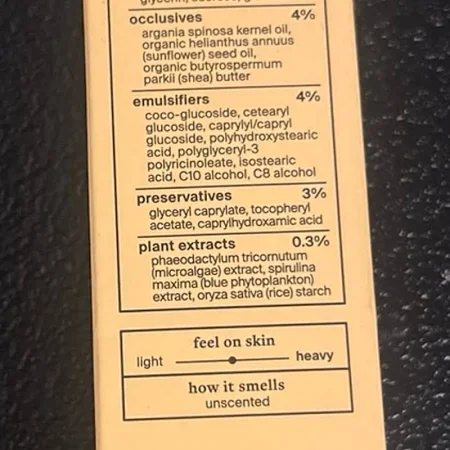 occlusives 4%
argania spinosa kernel oil,
organic helianthus annuus
(sunflower) seed oil,
organic butyrospermum
parkii (shea) butter
emulsifiers 4%
coco-glucoside, cetearyl
glucoside, caprylyl/capryl
glucoside, polyhydroxystearic
acid, polyglyceryl-3
polyricinoleate, isostearic
acid, C10 alcohol, C8 alcohol
preservatives 3%
glyceryl caprylate, tocopheryl
acetate, caprylhydroxamic acid
plant extracts 0.3%
phaeodactylum tricornutum
(microalgae) extract, spirulina
maxima (blue phytoplankton)
extract, oryza sativa (rice) starch
feel on skin
light heavy
how it smells
unscented